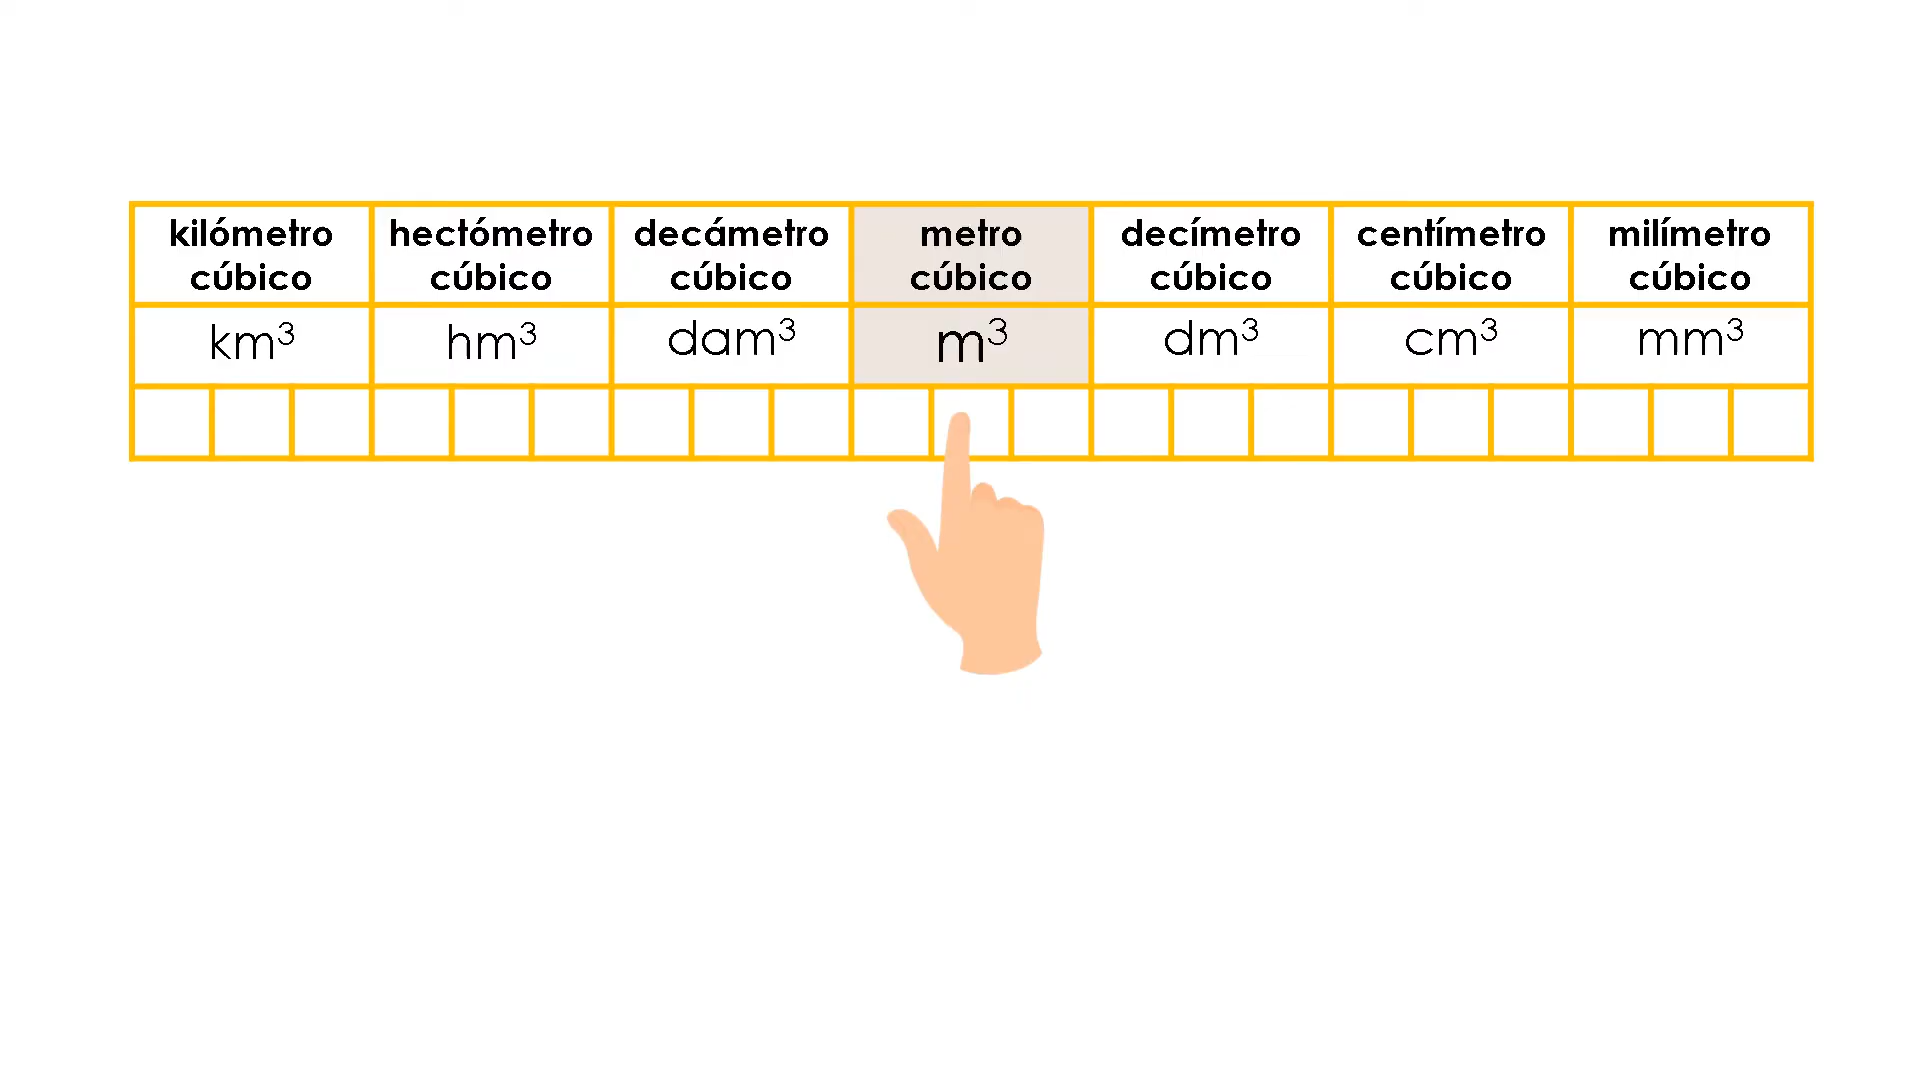 kilómetro hectómetro decámetro metro decímetro centímetro milímetro
cúbico cúbico cúbico cúbico cúbico cúbico cúbico
km³ hm³ dam³ m³ dm³ cm³ mm³